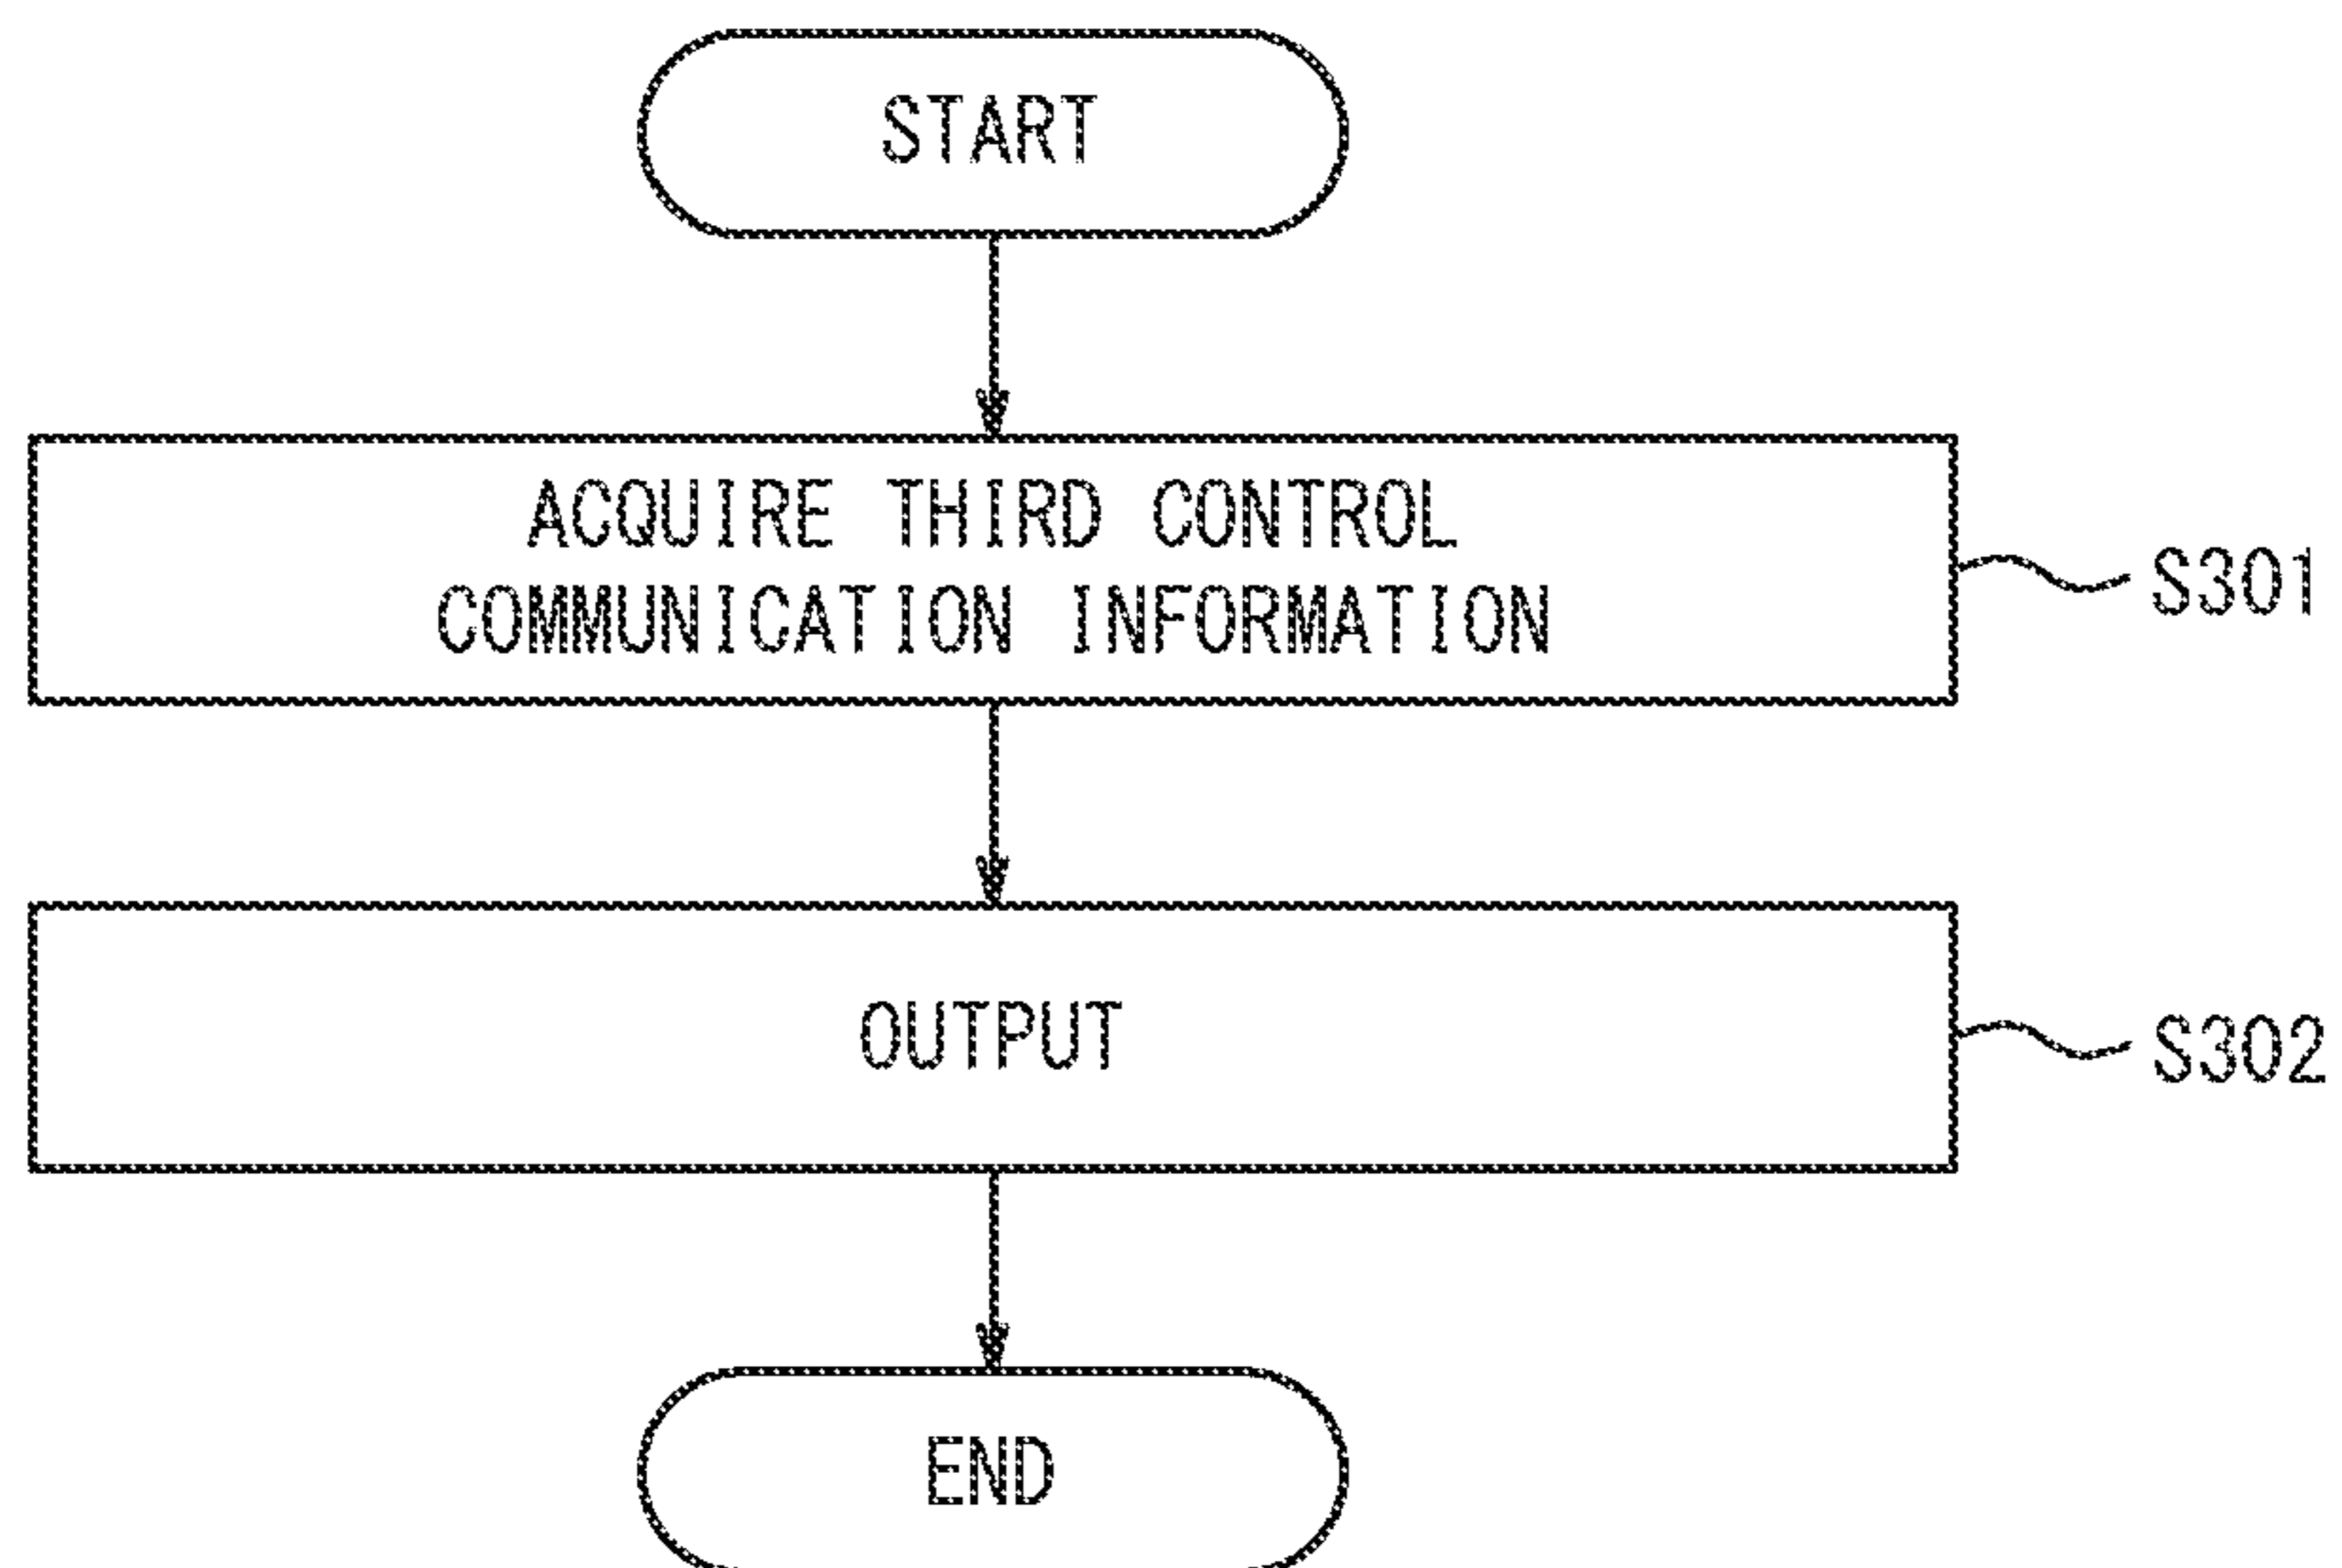 START
ACQUIRE THIRD CONTROL
COMMUNICATION INFORMATION
S301
OUTPUT
S302
END